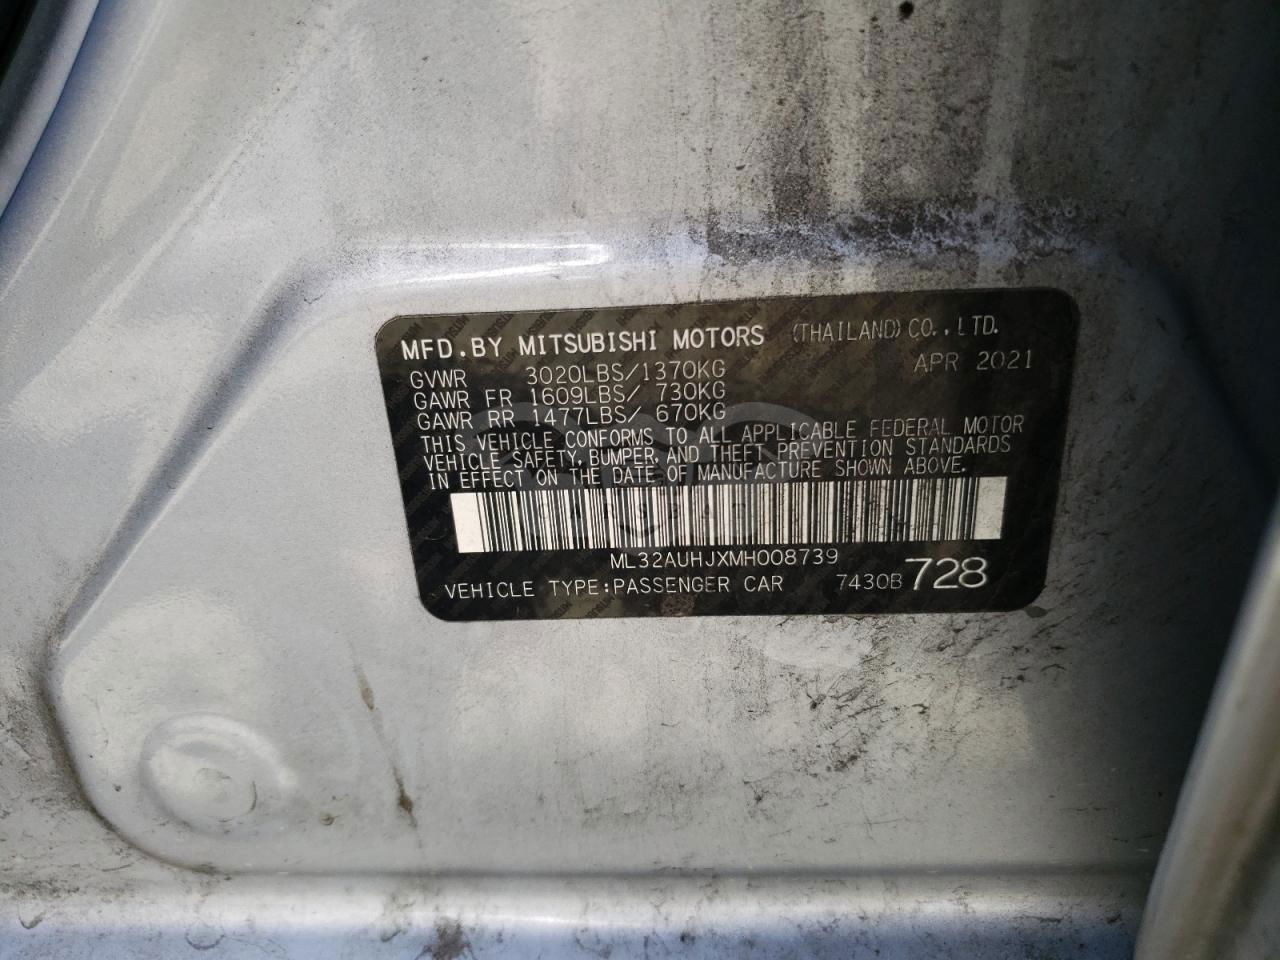 MFD.BY MITSUBISHI MOTORS (THAILAND)CO.,LTD.
APR 2021
GVWR 3020LBS/1370KG
GAWR FR 1609LBS/ 730KG
GAWR RR 1477LBS/ 670KG
THIS VEHICLE CONFORMS TO ALL APPLICABLE FEDERAL MOTOR
VEHICLE SAFETY, BUMPER, AND THEFT PREVENTION STANDARDS
IN EFFECT ON THE DATE OF MANUFACTURE SHOWN ABOVE.
ML32AUHJXMH008739
VEHICLE TYPE:PASSENGER CAR 7430B 728